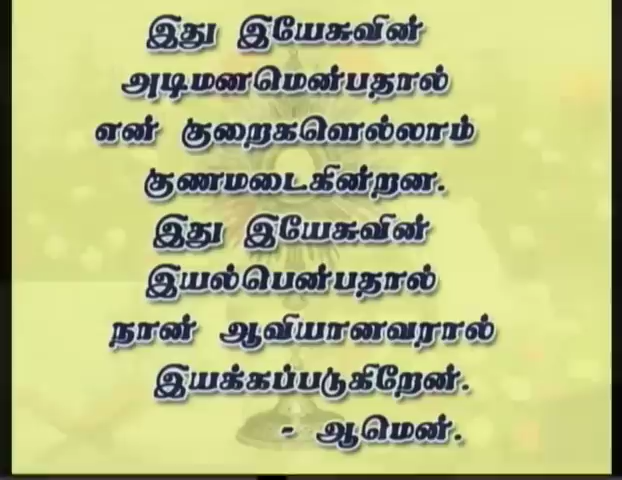 இது இயேசுவின்
அடிமனமென்பதால்
என் குறைகளெல்லாம்
குணமடைகின்றன.
இது இயேசுவின்
இயல்பென்பதால்
நான் ஆவியானவரால்
இயக்கப்படுகிறேன்.
- ஆமென்.